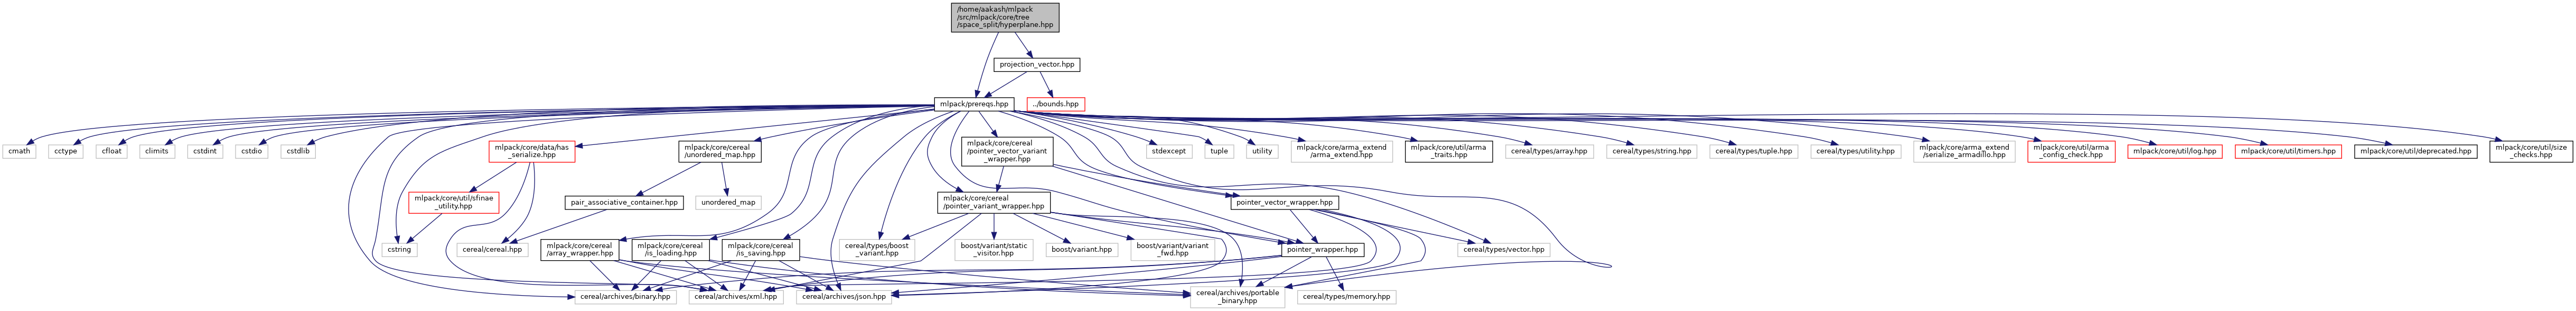 /home/aakash/mlpack
/src/mlpack/core/tree
/space_split/hyperplane.hpp
projection_vector.hpp
mlpack/prereqs.hpp
../bounds.hpp
cmath
cctype
cfloat
climits
cstdint
cstdio
cstdlib
mlpack/core/data/has
_serialize.hpp
mlpack/core/cereal
/unordered_map.hpp
mlpack/core/cereal
/pointer_vector_variant
_wrapper.hpp
stdexcept
tuple
utility
mlpack/core/arma_extend
/arma_extend.hpp
mlpack/core/util/arma
_traits.hpp
cereal/types/array.hpp
cereal/types/string.hpp
cereal/types/tuple.hpp
cereal/types/utility.hpp
mlpack/core/arma_extend
/serialize_armadillo.hpp
mlpack/core/util/arma
_config_check.hpp
mlpack/core/util/log.hpp
mlpack/core/util/timers.hpp
mlpack/core/util/deprecated.hpp
mlpack/core/util/size
_checks.hpp
mlpack/core/util/sfinae
_utility.hpp
pair_associative_container.hpp
unordered_map
mlpack/core/cereal
/pointer_variant_wrapper.hpp
pointer_vector_wrapper.hpp
cstring
cereal/cereal.hpp
mlpack/core/cereal
/array_wrapper.hpp
mlpack/core/cereal
/is_loading.hpp
mlpack/core/cereal
/is_saving.hpp
cereal/types/boost
_variant.hpp
boost/variant/static
_visitor.hpp
boost/variant.hpp
boost/variant/variant
_fwd.hpp
pointer_wrapper.hpp
cereal/types/vector.hpp
cereal/archives/binary.hpp
cereal/archives/xml.hpp
cereal/archives/json.hpp
cereal/archives/portable
_binary.hpp
cereal/types/memory.hpp